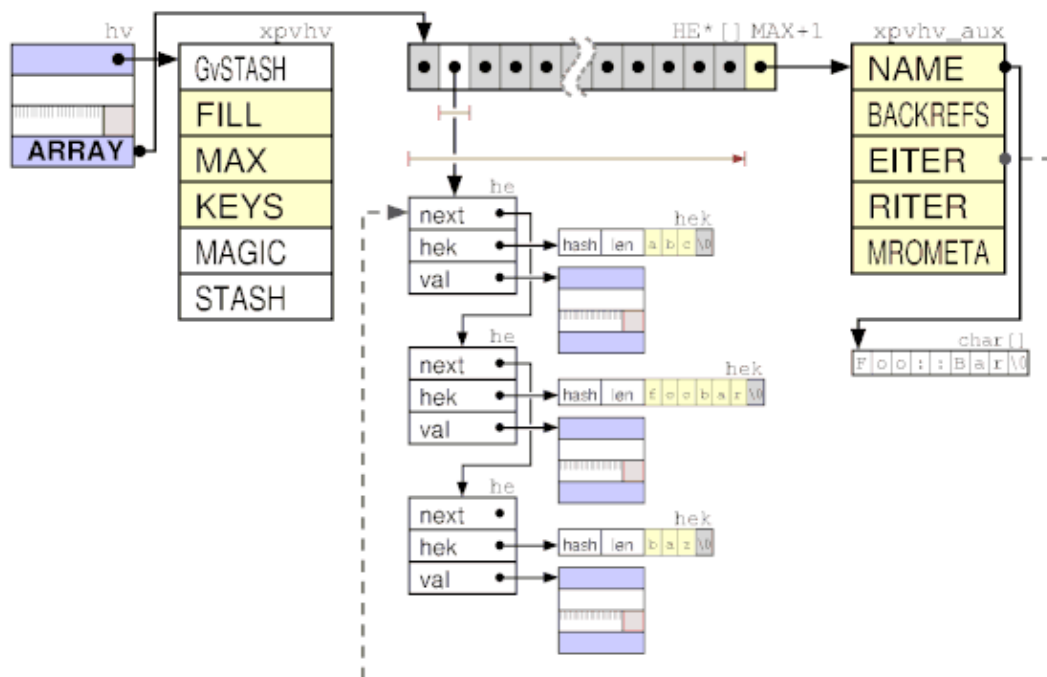 hv
xpvhv
HE*[] MAX+1
xpvhv_aux
GvSTASH
FILL
MAX
KEYS
MAGIC
STASH
ARRAY
NAME
BACKREFS
EITER
RITER
MROMETA
he
next
hek
val
hek
hash len a b c \0
he
next
hek
val
hek
hash len f o o b a r \0
he
next
hek
val
hek
hash len b a z \0
char[]
F o o : : B a r \0